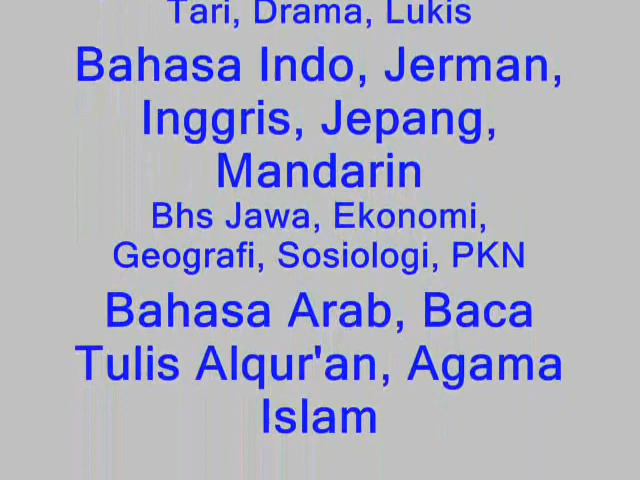 Tari, Drama, Lukis
Bahasa Indo, Jerman,
Inggris, Jepang,
Mandarin
Bhs Jawa, Ekonomi,
Geografi, Sosiologi, PKN
Bahasa Arab, Baca
Tulis Alqur'an, Agama
Islam